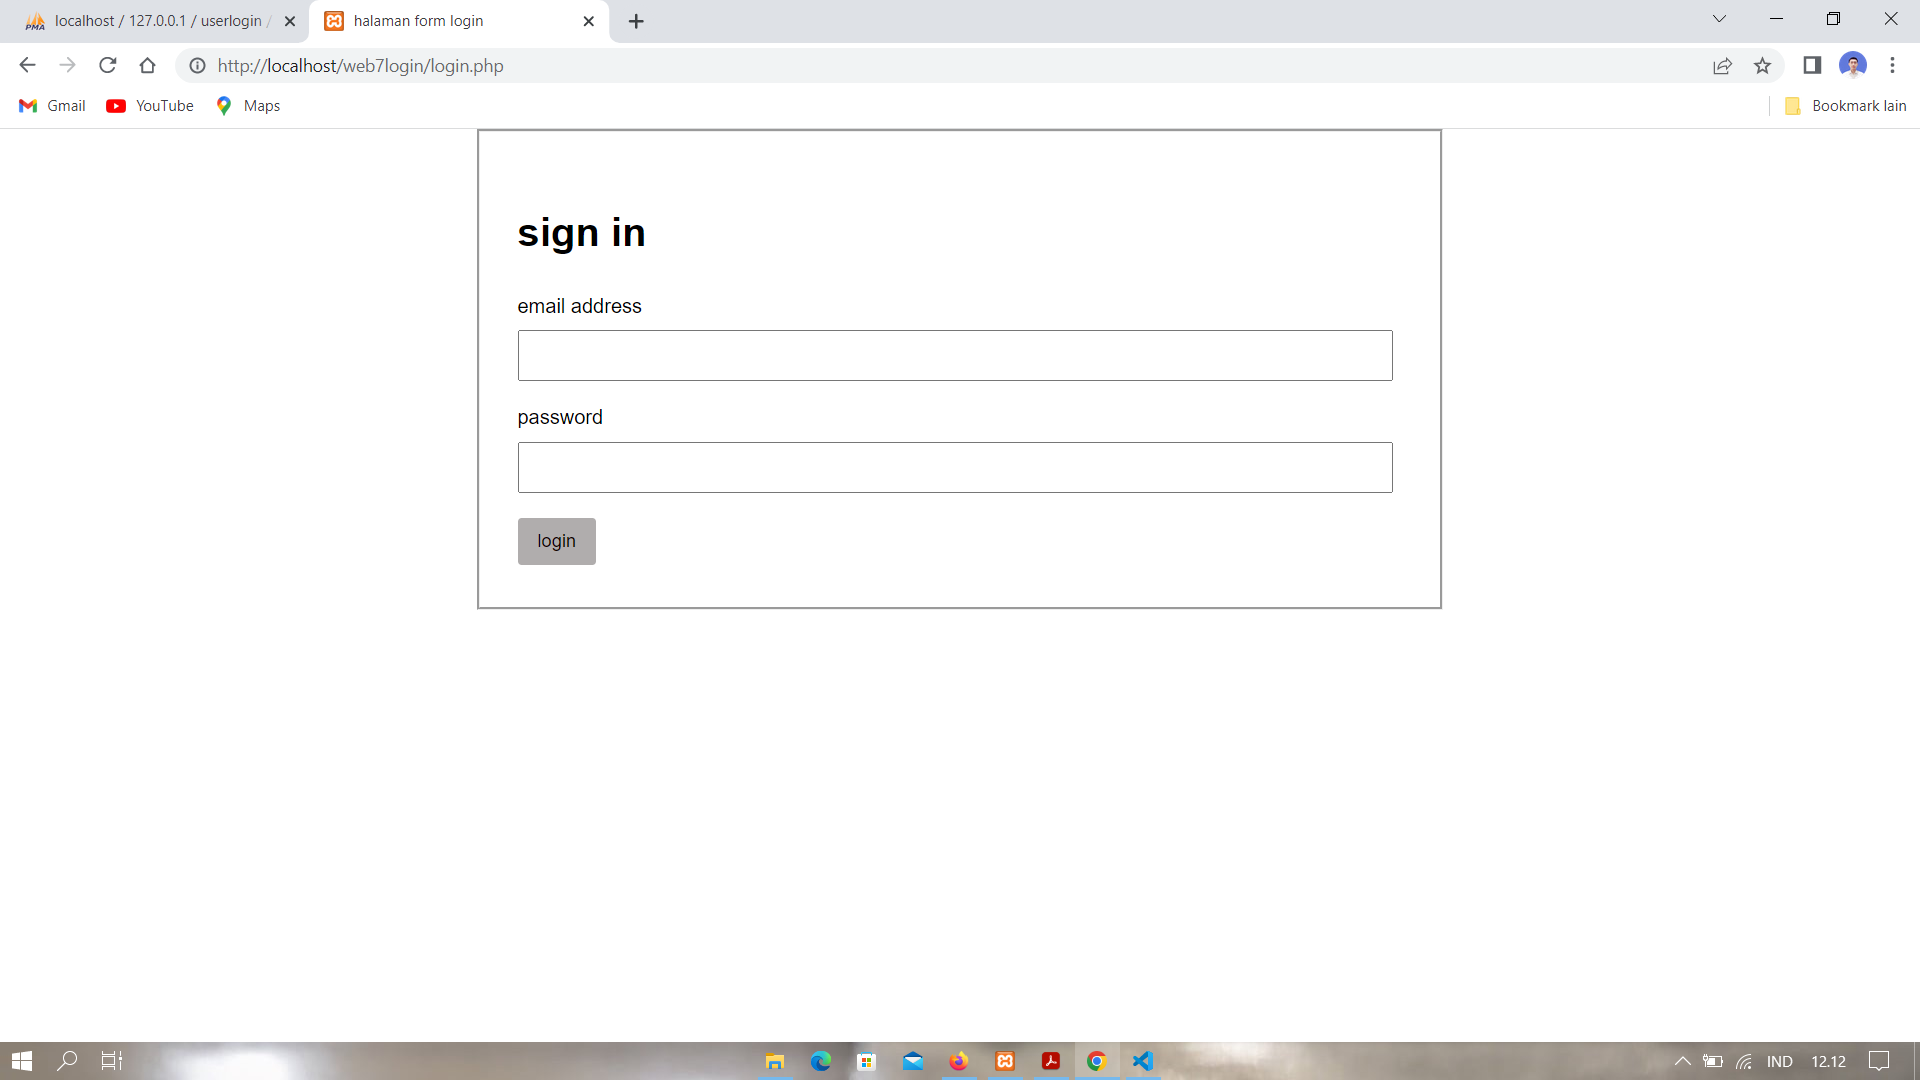 localhost / 127.0.0.1 / userlogin /
halaman form login
http://localhost/web7login/login.php
Gmail
YouTube
Maps
Bookmark lain
sign in
email address
password
login
IND
12.12